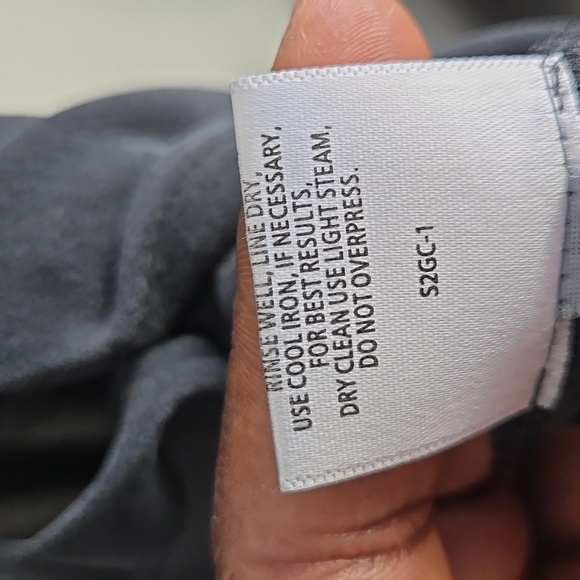 RINSE WELL, LINE DRY,
USE COOL IRON, IF NECESSARY,
FOR BEST RESULTS,
DRY CLEAN USE LIGHT STEAM,
DO NOT OVERPRESS.
S2GC-1